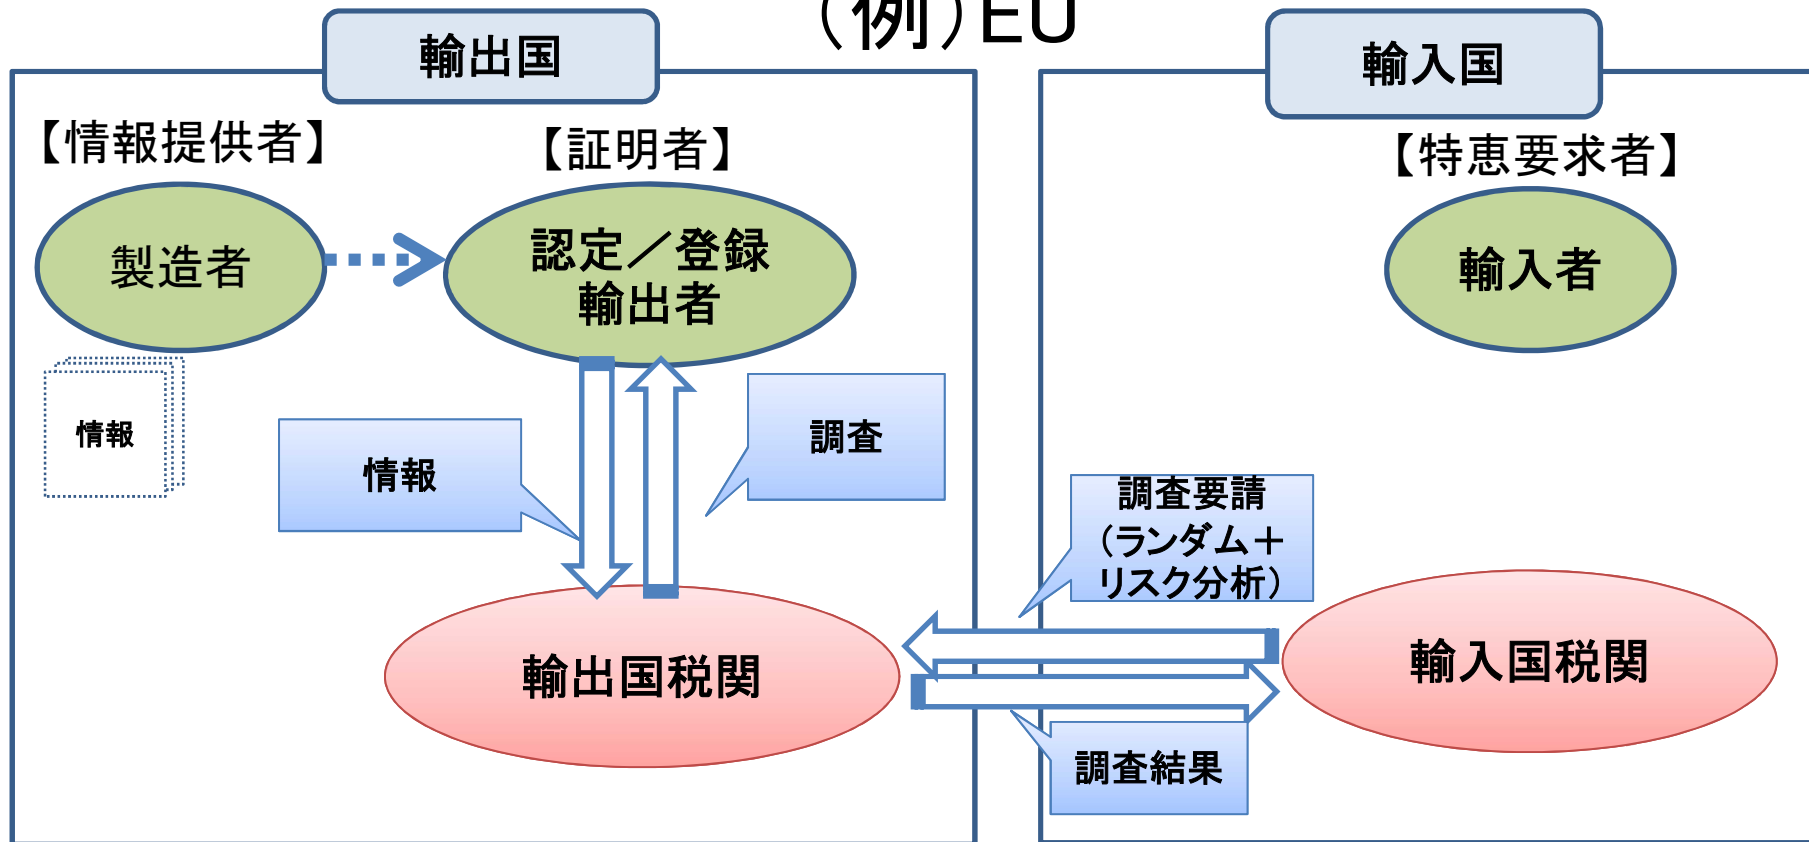 （例）EU
輸出国
輸入国
【情報提供者】
【証明者】
【特恵要求者】
製造者
認定／登録
輸出者
輸入者
情報
情報
調査
調査要請
（ランダム＋
リスク分析）
輸出国税関
輸入国税関
調査結果